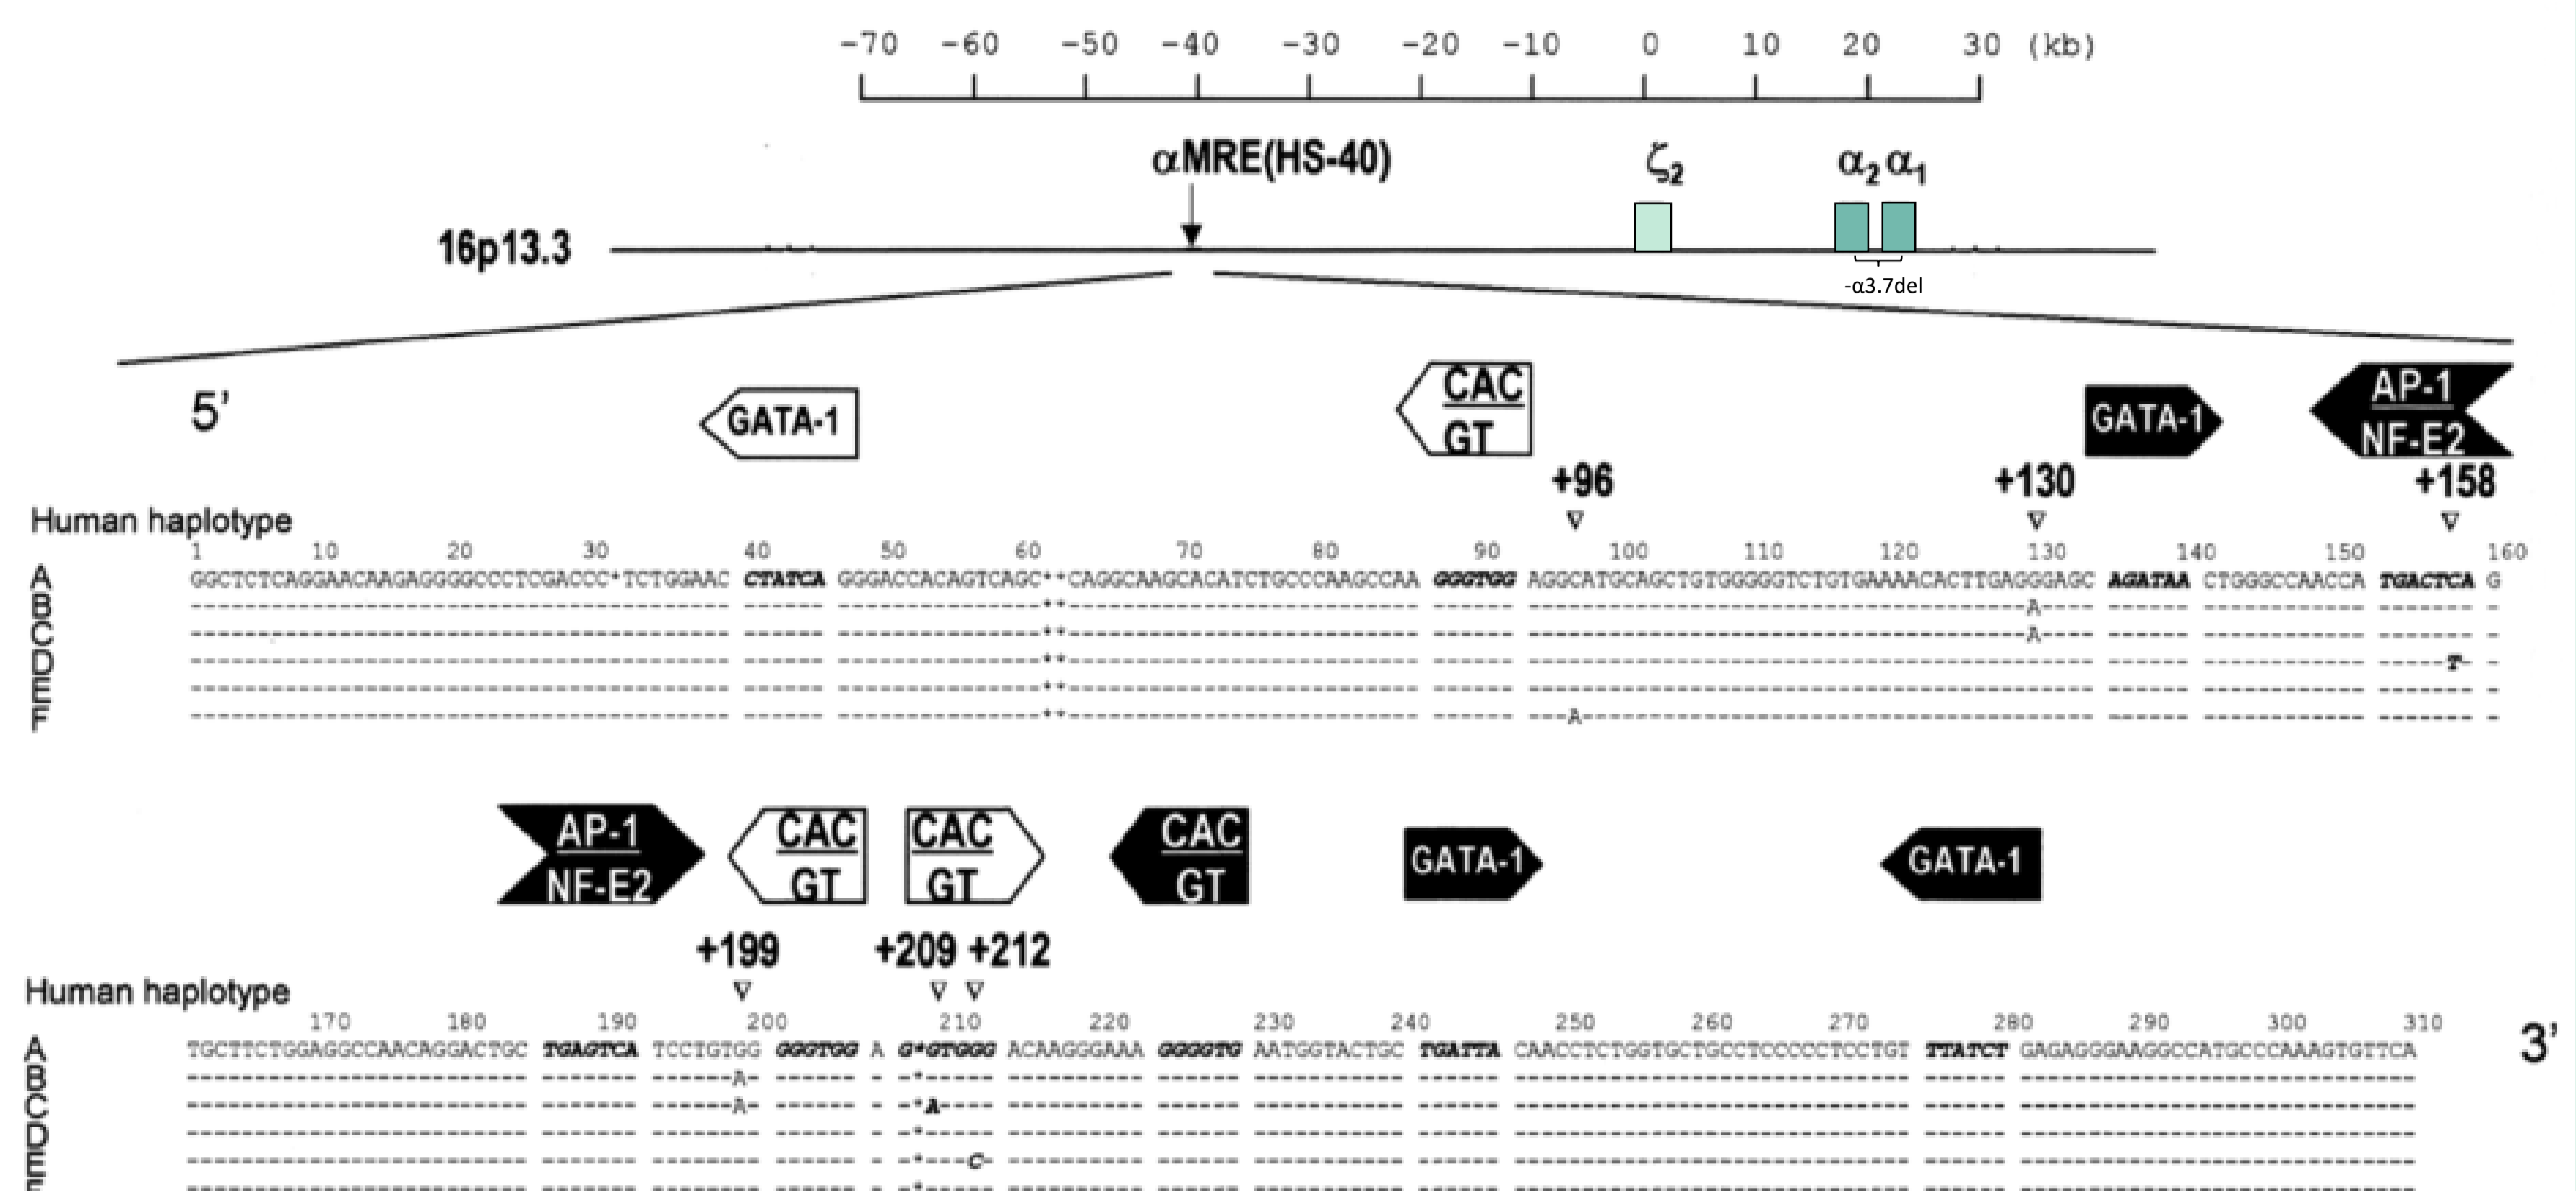 -70 -60 -50 -40 -30 -20 -10 0 10 20 30 (kb)
αMRE(HS-40) ζ2 α2 α1
16p13.3
-α3.7del
5'
GATA-1 CAC GT GATA-1 AP-1 NF-E2
+96 +130 +158
Human haplotype
1 10 20 30 40 50 60 70 80 90 100 110 120 130 140 150 160
A GGCTCTCAGGAACAAGAGGGGCCCTCGACCC*TCTGGAAC CTATCA GGGACCACAGTCAGC**CAGGCAAGCACATCTGCCCAAGCCAA GGGTGG AGGCATGCAGCTGTGGGGGTCTGTGAAAACACTTGAGGGAGC AGATAA CTGGGCCAACCA TGACTCA G
B ** A
C ** A
D ** T
E **
F ** A
AP-1 NF-E2 CAC GT CAC GT CAC GT GATA-1 GATA-1
+199 +209 +212
Human haplotype
170 180 190 200 210 220 230 240 250 260 270 280 290 300 310
A TGCTTCTGGAGGCCAACAGGACTGC TGAGTCA TCCTGTGG GGGTGG A G*GTGGG ACAAGGGAAA GGGGTG AATGGTACTGC TGATTA CAACCTCTGGTGCTGCCTCCCCCTCCTGT TTATCT GAGAGGGAAGGCCATGCCCAAAGTGTTCA 3'
B A *
C A * A
D *
E * C
F *